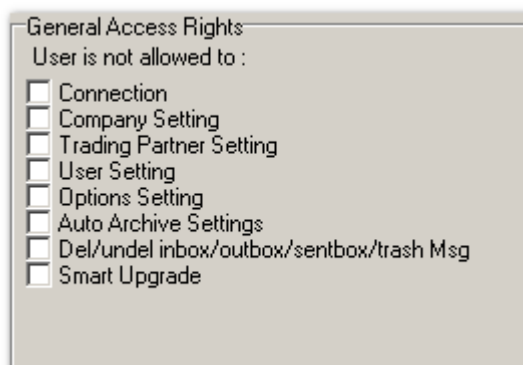 General Access Rights
User is not allowed to :
Connection
Company Setting
Trading Partner Setting
User Setting
Options Setting
Auto Archive Settings
Del/undel inbox/outbox/sentbox/trash Msg
Smart Upgrade